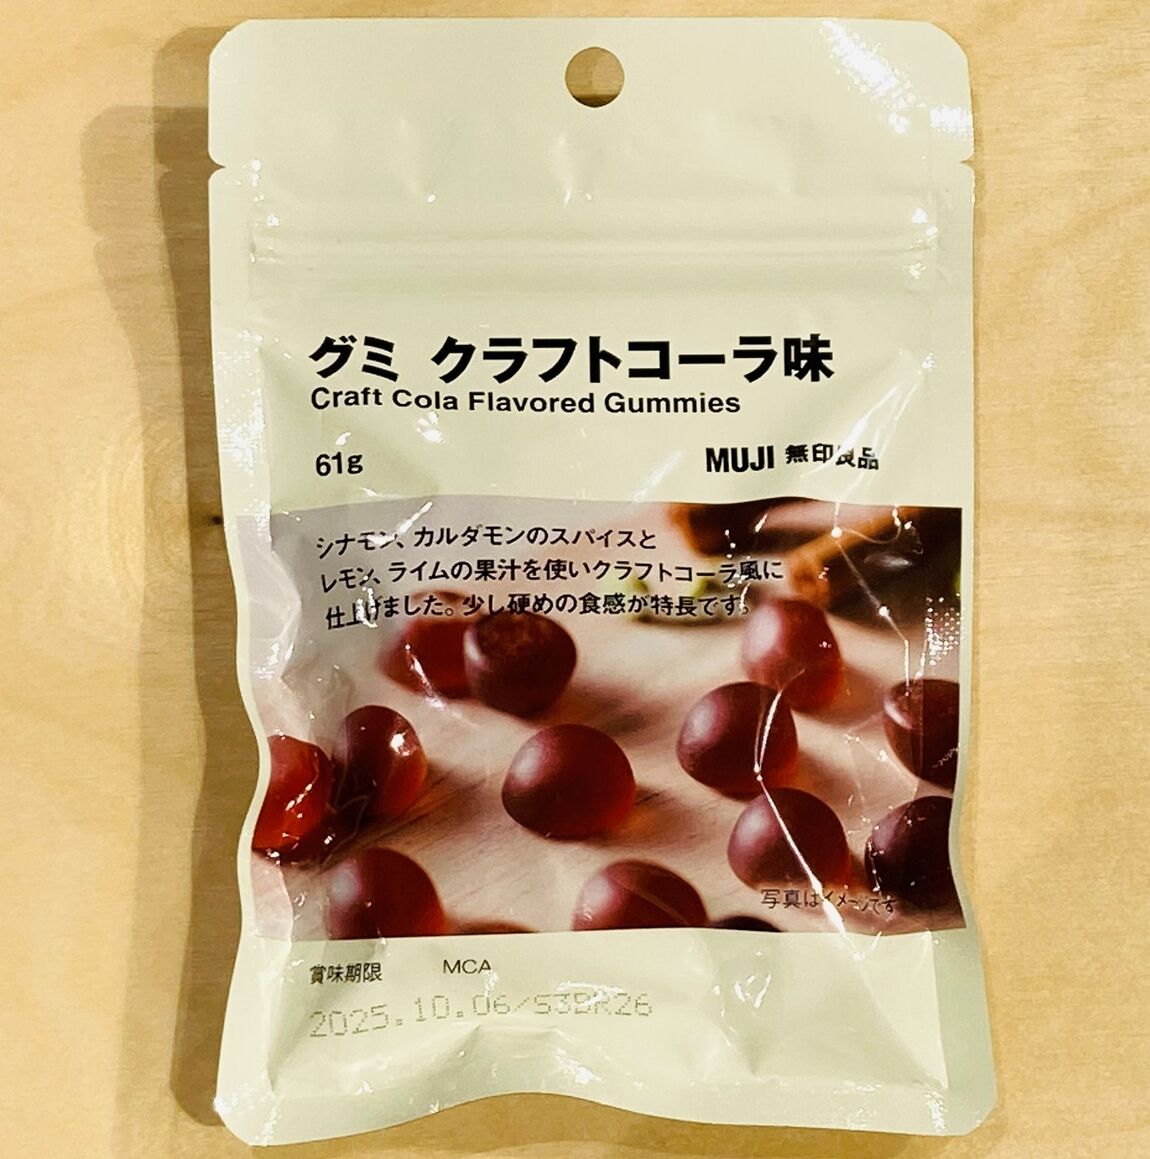 グミ クラフトコーラ味
Craft Cola Flavored Gummies
61g
MUJI 無印良品
シナモン、カルダモンのスパイスと
レモン、ライムの果汁を使いクラフトコーラ風に
仕上げました。少し硬めの食感が特長です。
写真はイメージです
賞味期限 MCA
2025.10.06/S3BR26